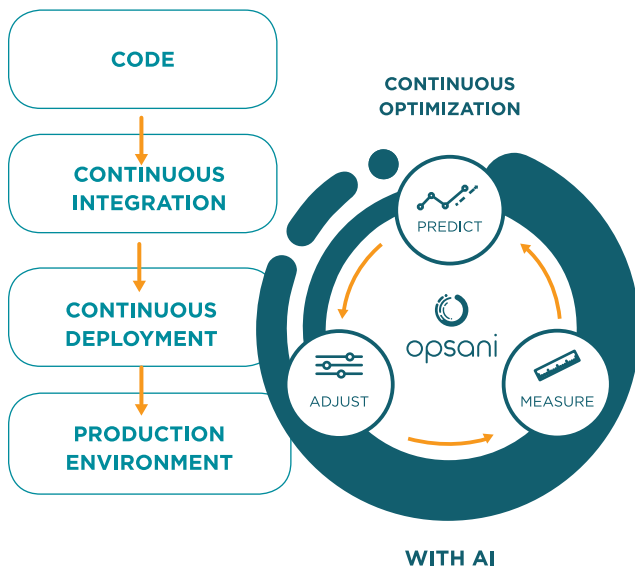 CODE
CONTINUOUS
INTEGRATION
CONTINUOUS
DEPLOYMENT
PRODUCTION
ENVIRONMENT
CONTINUOUS
OPTIMIZATION
PREDICT
opsani
ADJUST
MEASURE
WITH AI